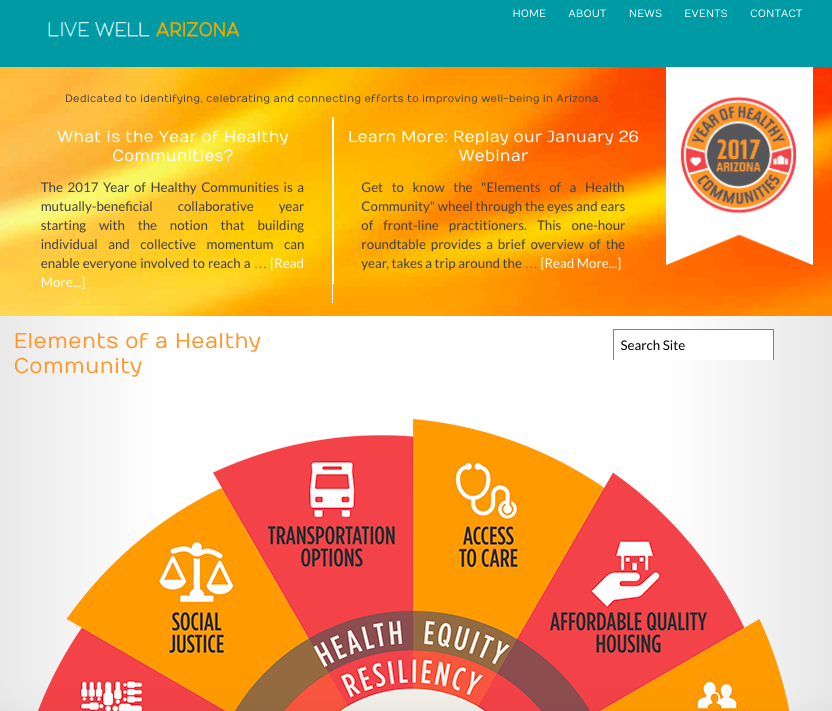 LIVE WELL ARIZONA
HOME ABOUT NEWS EVENTS CONTACT
Dedicated to identifying, celebrating and connecting efforts to improving well-being in Arizona.
What is the Year of Healthy
Communities?
The 2017 Year of Healthy Communities is a
mutually-beneficial collaborative year
starting with the notion that building
individual and collective momentum can
enable everyone involved to reach a … [Read
More...]
Learn More: Replay our January 26
Webinar
Get to know the "Elements of a Health
Community" wheel through the eyes and ears
of front-line practitioners. This one-hour
roundtable provides a brief overview of the
year, takes a trip around the … [Read More...]
YEAR OF HEALTHY
2017
ARIZONA
COMMUNITIES
Elements of a Healthy
Community
Search Site
TRANSPORTATION
OPTIONS
ACCESS
TO CARE
SOCIAL
JUSTICE
AFFORDABLE QUALITY
HOUSING
HEALTH EQUITY
RESILIENCY